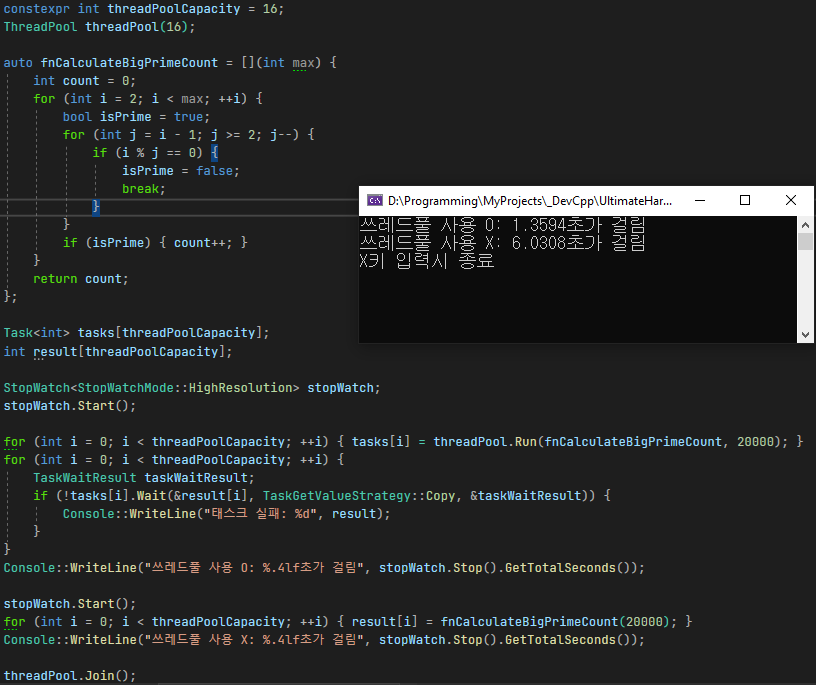 constexpr int threadPoolCapacity = 16;
ThreadPool threadPool(16);
auto fnCalculateBigPrimeCount = [](int max) {
    int count = 0;
    for (int i = 2; i < max; ++i) {
        bool isPrime = true;
        for (int j = i - 1; j >= 2; j--) {
            if (i % j == 0) {
                isPrime = false;
                break;
            }
        }
        if (isPrime) { count++; }
    }
    return count;
};
Task<int> tasks[threadPoolCapacity];
int result[threadPoolCapacity];
StopWatch<StopWatchMode::HighResolution> stopWatch;
stopWatch.Start();
for (int i = 0; i < threadPoolCapacity; ++i) { tasks[i] = threadPool.Run(fnCalculateBigPrimeCount, 20000); }
for (int i = 0; i < threadPoolCapacity; ++i) {
    TaskWaitResult taskWaitResult;
    if (!tasks[i].Wait(&result[i], TaskGetValueStrategy::Copy, &taskWaitResult)) {
        Console::WriteLine("태스크 실패: %d", result);
    }
}
Console::WriteLine("쓰레드풀 사용 O: %.4lf초가 걸림", stopWatch.Stop().GetTotalSeconds());
stopWatch.Start();
for (int i = 0; i < threadPoolCapacity; ++i) { result[i] = fnCalculateBigPrimeCount(20000); }
Console::WriteLine("쓰레드풀 사용 X: %.4lf초가 걸림", stopWatch.Stop().GetTotalSeconds());
threadPool.Join();
D:\Programming\MyProjects\_DevCpp\UltimateHar...
쓰레드풀 사용 O: 1.3594초가 걸림
쓰레드풀 사용 X: 6.0308초가 걸림
X키 입력시 종료